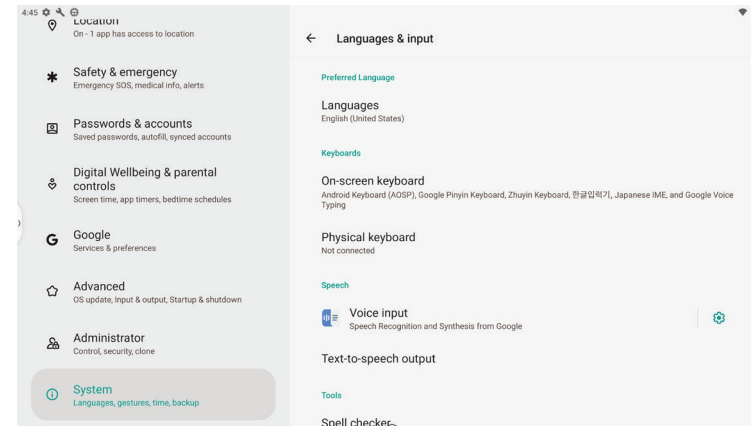 4:45
Location
On - 1 app has access to location
Safety & emergency
Emergency SOS, medical info, alerts
Passwords & accounts
Saved passwords, autofill, synced accounts
Digital Wellbeing & parental
controls
Screen time, app timers, bedtime schedules
Google
Services & preferences
Advanced
OS update, Input & output, Startup & shutdown
Administrator
Control, security, clone
System
Languages, gestures, time, backup
Languages & input
Preferred Language
Languages
English (United States)
Keyboards
On-screen keyboard
Android Keyboard (AOSP), Google Pinyin Keyboard, Zhuyin Keyboard, 한글입력기, Japanese IME, and Google Voice
Typing
Physical keyboard
Not connected
Speech
Voice input
Speech Recognition and Synthesis from Google
Text-to-speech output
Tools
Spell checker